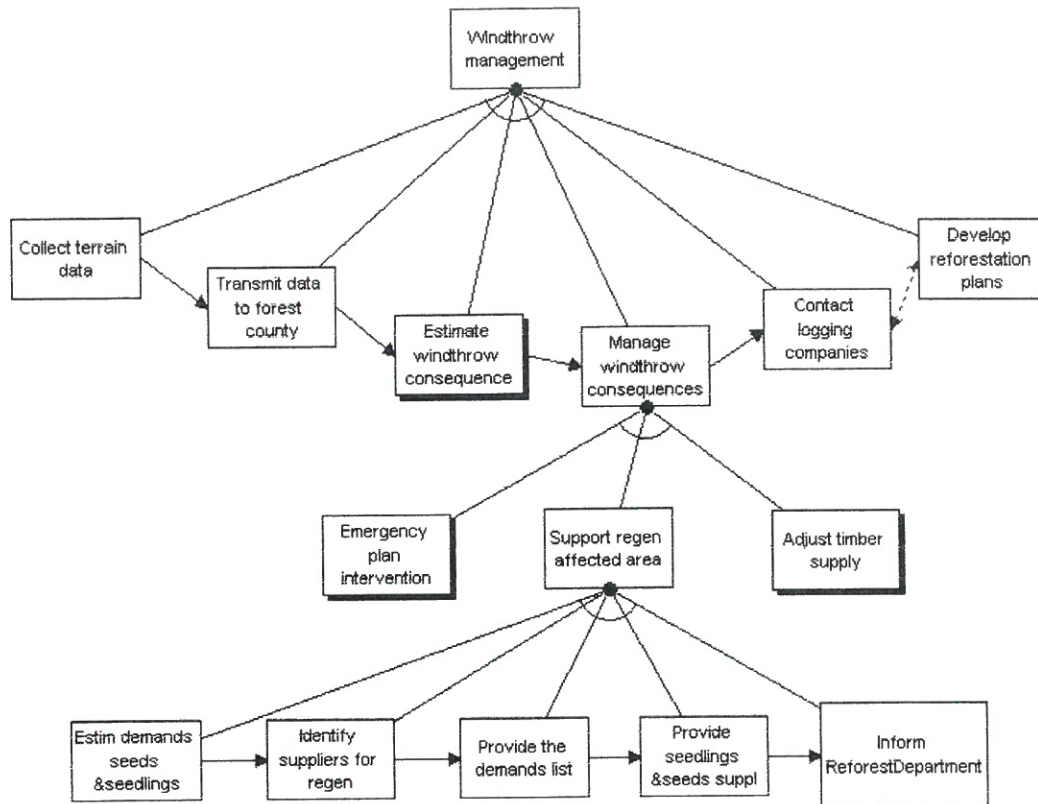 Windthrow
management
Collect terrain
data
Transmit data
to forest
county
Estimate
windthrow
consequence
Manage
windthrow
consequences
Contact
logging
companies
Develop
reforestation
plans
Emergency
plan
intervention
Support regen
affected area
Adjust timber
supply
Estim demands
seeds
&seedlings
Identify
suppliers for
regen
Provide the
demands list
Provide
seedlings
&seeds suppl
Inform
ReforestDepartment